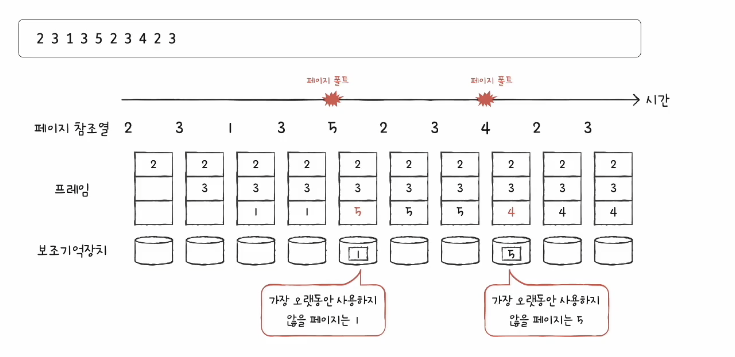 2 3 1 3 5 2 3 4 2 3
페이지 폴트 페이지 폴트
시간
페이지 참조열 2 3 1 3 5 2 3 4 2 3
2 2 2 2 2 2 2 2 2 2
프레임 3 3 3 3 3 3 3 3 3
1 1 5 5 5 4 4 4
보조기억장치 1 5
가장 오랫동안 사용하지
않을 페이지는 1
가장 오랫동안 사용하지
않을 페이지는 5